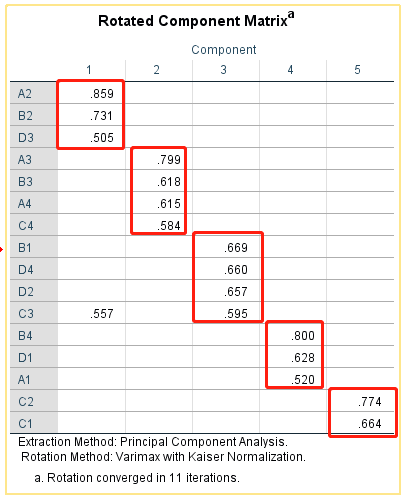 Rotated Component Matrixa
Component
1 2 3 4 5
A2 .859
B2 .731
D3 .505
A3 .799
B3 .618
A4 .615
C4 .584
B1 .669
D4 .660
D2 .657
C3 .557 .595
B4 .800
D1 .628
A1 .520
C2 .774
C1 .664
Extraction Method: Principal Component Analysis.
Rotation Method: Varimax with Kaiser Normalization.
a. Rotation converged in 11 iterations.